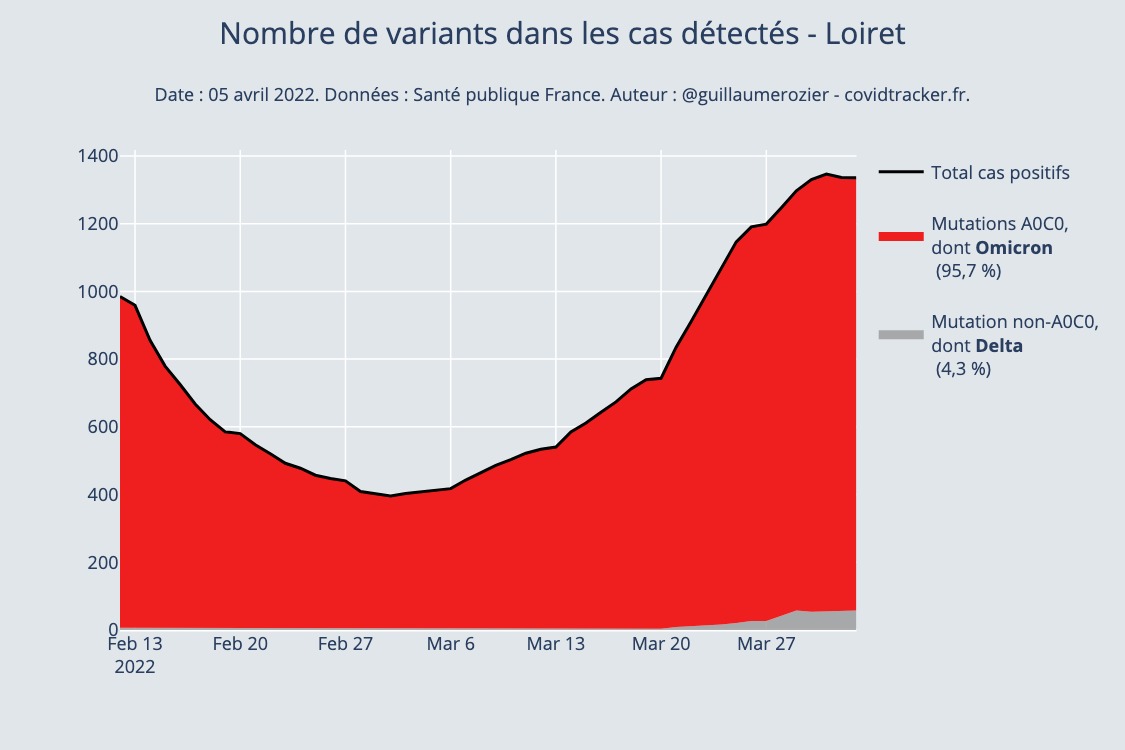 Nombre de variants dans les cas détectés - Loiret
Date : 05 avril 2022. Données : Santé publique France. Auteur : @guillaumerozier - covidtracker.fr.
1400
1200
1000
800
600
400
200
0
Feb 13
2022
Feb 20
Feb 27
Mar 6
Mar 13
Mar 20
Mar 27
Total cas positifs
Mutations A0C0,
dont Omicron
(95,7 %)
Mutation non-A0C0,
dont Delta
(4,3 %)